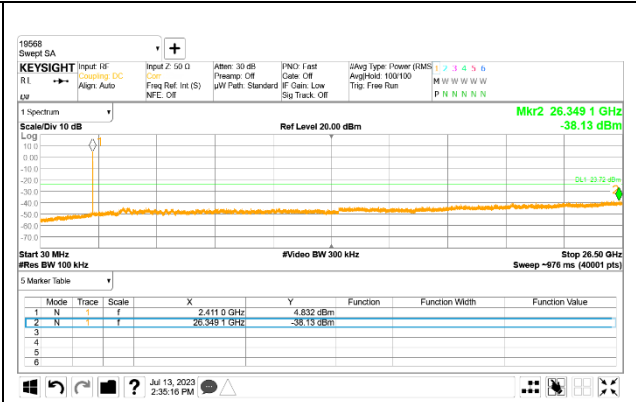 19568
Swept SA
KEYSIGHT Input: RF Input Z: 50 Ω Atten: 30 dB PNO: Fast #Avg Type: Power (RMS 1 2 3 4 5 6
RL Coupling: DC Corr Preamp: Off Gate: Off Avg|Hold: 100/100 M W W W W W
Align: Auto Freq Ref: Int (S) µW Path: Standard IF Gain: Low Trig: Free Run
NFE: Off Sig Track: Off P N N N N N
1 Spectrum Mkr2 26.349 1 GHz
Scale/Div 10 dB Ref Level 20.00 dBm -38.13 dBm
Log
10.0
0.00
-10.0
-20.0 DL1 -23.72 dBm
-30.0
-40.0
-50.0
-60.0
-70.0
Start 30 MHz #Video BW 300 kHz Stop 26.50 GHz
#Res BW 100 kHz Sweep ~976 ms (40001 pts)
5 Marker Table
Mode Trace Scale X Y Function Function Width Function Value
1 N 1 f 2.411 0 GHz 4.832 dBm
2 N 1 f 26.349 1 GHz -38.13 dBm
3
4
5
6
Jul 13, 2023
2:35:16 PM